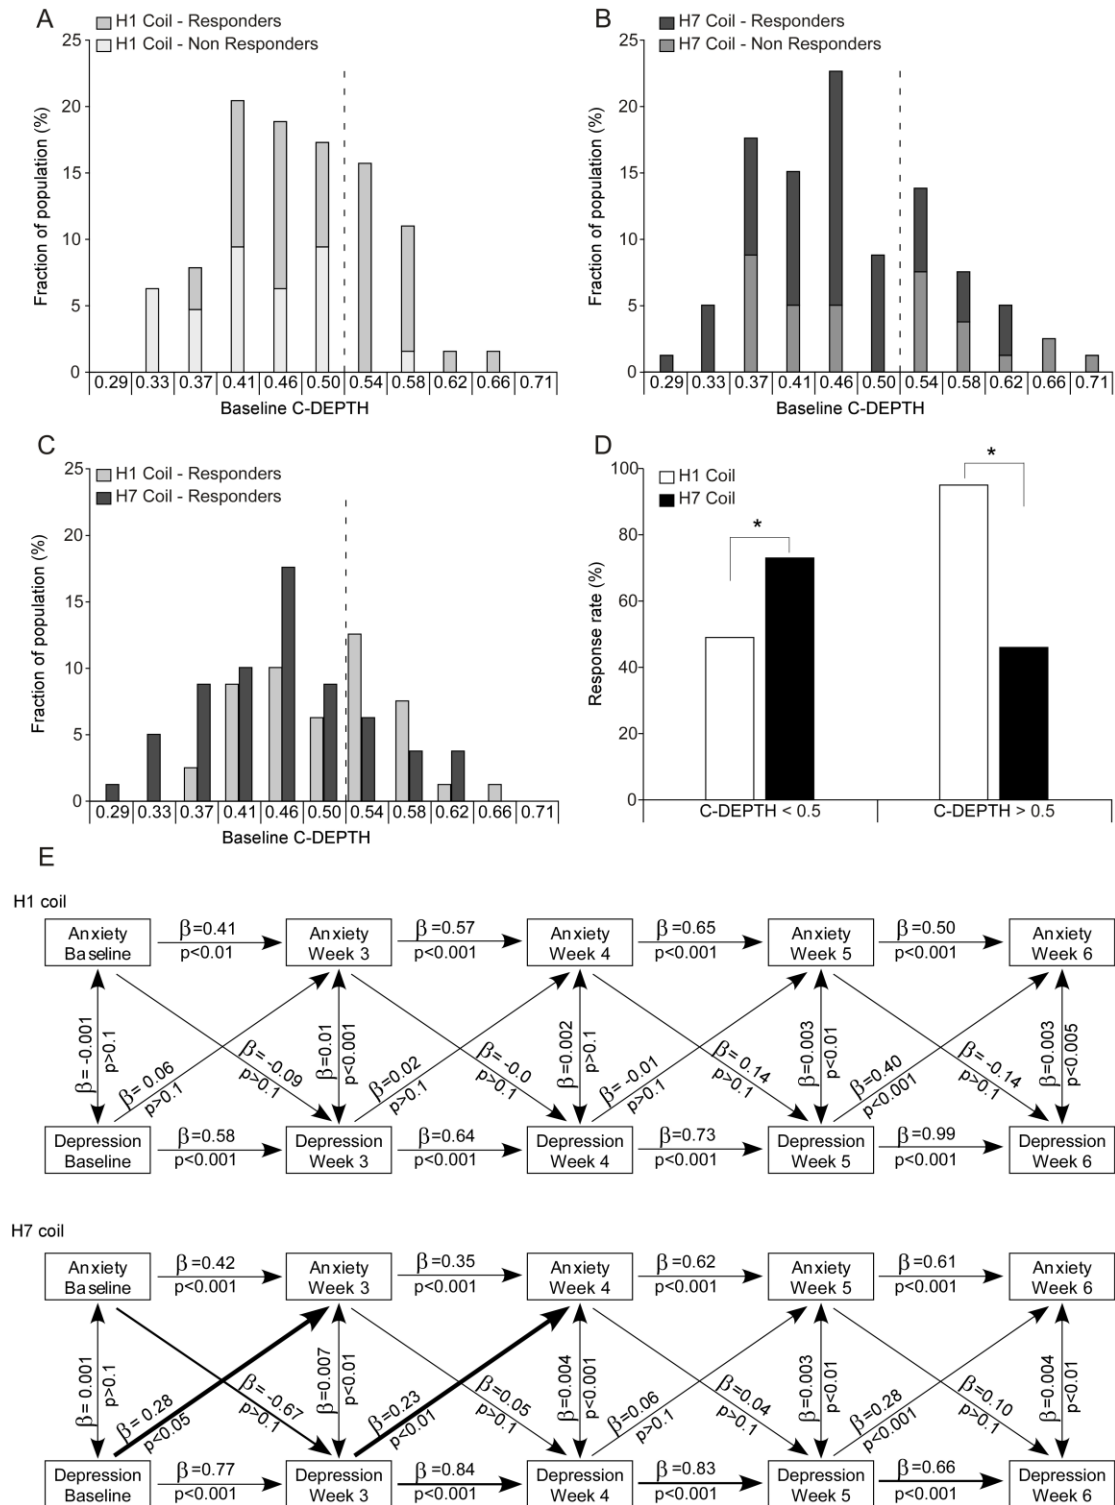 A
H1 Coil - Responders
H1 Coil - Non Responders
25
20
15
10
5
0
Fraction of population (%)
0.29 0.33 0.37 0.41 0.46 0.50 0.54 0.58 0.62 0.66 0.71
Baseline C-DEPTH
B
H7 Coil - Responders
H7 Coil - Non Responders
25
20
15
10
5
0
Fraction of population (%)
0.29 0.33 0.37 0.41 0.46 0.50 0.54 0.58 0.62 0.66 0.71
Baseline C-DEPTH
C
H1 Coil - Responders
H7 Coil - Responders
25
20
15
10
5
0
Fraction of population (%)
0.29 0.33 0.37 0.41 0.46 0.50 0.54 0.58 0.62 0.66 0.71
Baseline C-DEPTH
D
H1 Coil
H7 Coil
100
80
60
40
20
0
Response rate (%)
*
*
C-DEPTH < 0.5
C-DEPTH > 0.5
E
H1 coil
Anxiety
Baseline
β=0.41
p<0.01
Anxiety
Week 3
β=0.57
p<0.001
Anxiety
Week 4
β=0.65
p<0.001
Anxiety
Week 5
β=0.50
p<0.001
Anxiety
Week 6
β= -0.001
p>0.1
β= 0.06
p>0.1
β= -0.09
p>0.1
β=0.01
p<0.001
β=0.02
p>0.1
β= -0.0
p>0.1
β=0.002
p>0.1
β= -0.01
p>0.1
β= 0.14
p>0.1
β=0.003
p<0.01
β=0.40
p<0.001
β= -0.14
p>0.1
β=0.003
p<0.005
Depression
Baseline
β=0.58
p<0.001
Depression
Week 3
β=0.64
p<0.001
Depression
Week 4
β=0.73
p<0.001
Depression
Week 5
β=0.99
p<0.001
Depression
Week 6
H7 coil
Anxiety
Baseline
β=0.42
p<0.001
Anxiety
Week 3
β=0.35
p<0.001
Anxiety
Week 4
β=0.62
p<0.001
Anxiety
Week 5
β=0.61
p<0.001
Anxiety
Week 6
β= 0.001
p>0.1
β= 0.28
p<0.05
β= -0.67
p>0.1
β=0.007
p<0.01
β=0.23
p<0.01
β=0.05
p>0.1
β=0.004
p<0.001
β=0.06
p>0.1
β=0.04
p>0.1
β=0.003
p<0.01
β=0.28
p<0.001
β=0.10
p>0.1
β=0.004
p<0.01
Depression
Baseline
β=0.77
p<0.001
Depression
Week 3
β=0.84
p<0.001
Depression
Week 4
β=0.83
p<0.001
Depression
Week 5
β=0.66
p<0.001
Depression
Week 6